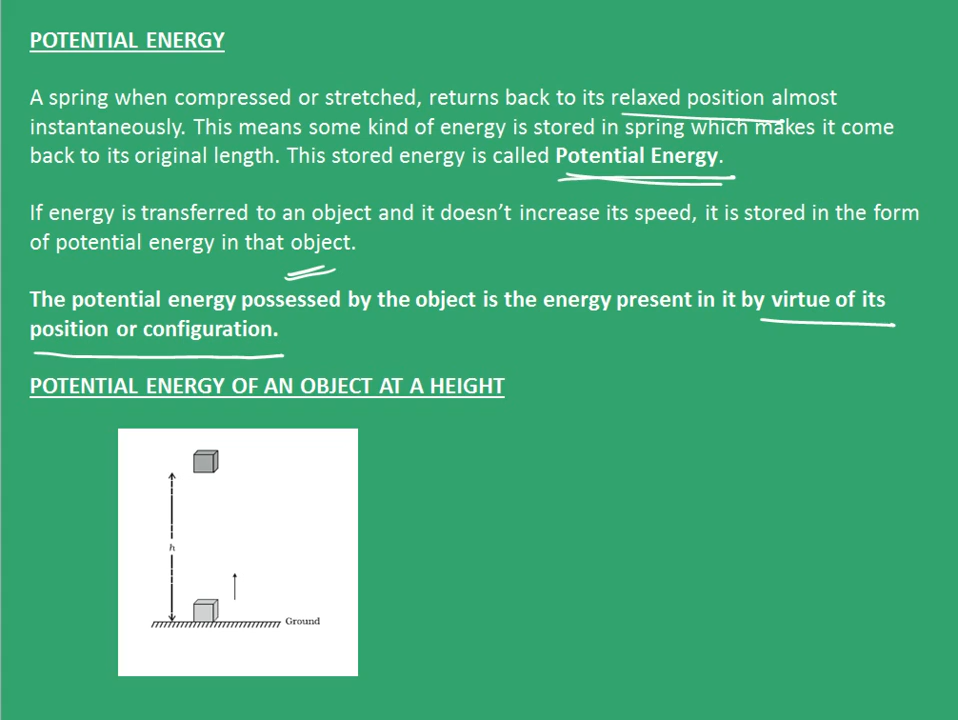 POTENTIAL ENERGY
A spring when compressed or stretched, returns back to its relaxed position almost
instantaneously. This means some kind of energy is stored in spring which makes it come
back to its original length. This stored energy is called Potential Energy.
If energy is transferred to an object and it doesn’t increase its speed, it is stored in the form
of potential energy in that object.
The potential energy possessed by the object is the energy present in it by virtue of its
position or configuration.
POTENTIAL ENERGY OF AN OBJECT AT A HEIGHT
h
Ground